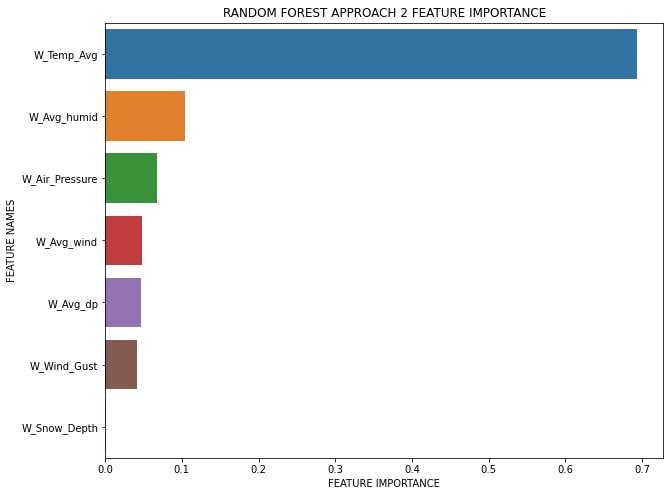 RANDOM FOREST APPROACH 2 FEATURE IMPORTANCE
FEATURE NAMES
W_Temp_Avg
W_Avg_humid
W_Air_Pressure
W_Avg_wind
W_Avg_dp
W_Wind_Gust
W_Snow_Depth
0.0 0.1 0.2 0.3 0.4 0.5 0.6 0.7
FEATURE IMPORTANCE